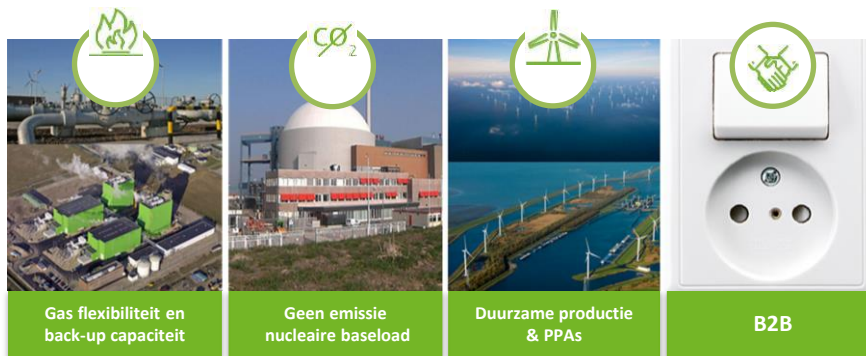 CO2
Gas flexibiliteit en
back-up capaciteit
Geen emissie
nucleaire baseload
Duurzame productie
& PPAs
B2B